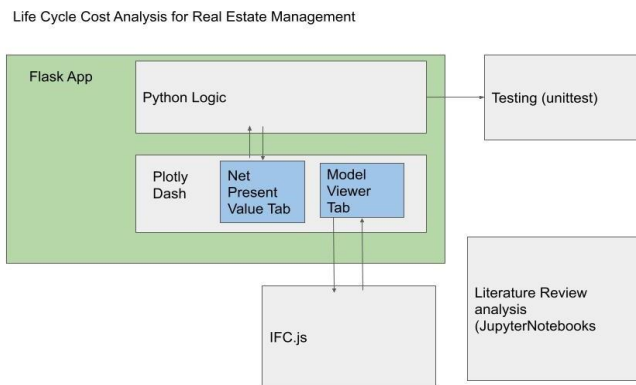 Life Cycle Cost Analysis for Real Estate Management
Flask App
Python Logic
Testing (unittest)
Plotly
Dash
Net
Present
Value Tab
Model
Viewer
Tab
IFC.js
Literature Review
analysis
(JupyterNotebooks